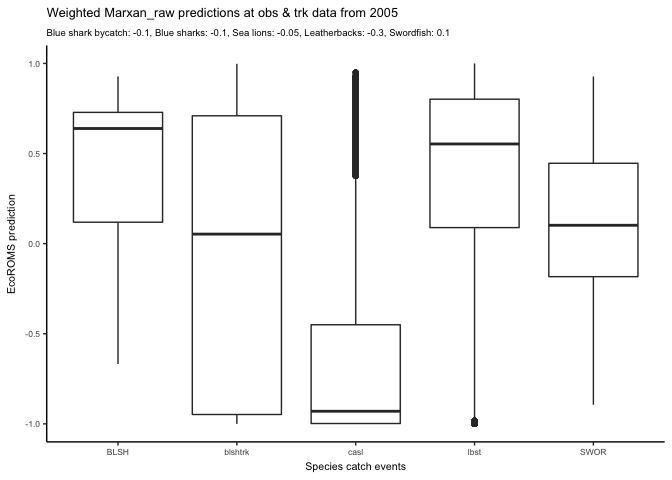 Weighted Marxan_raw predictions at obs & trk data from 2005
Blue shark bycatch: -0.1, Blue sharks: -0.1, Sea lions: -0.05, Leatherbacks: -0.3, Swordfish: 0.1
1.0
0.5
0.0
-0.5
-1.0
EcoROMS prediction
BLSH blshtrk casl lbst SWOR
Species catch events